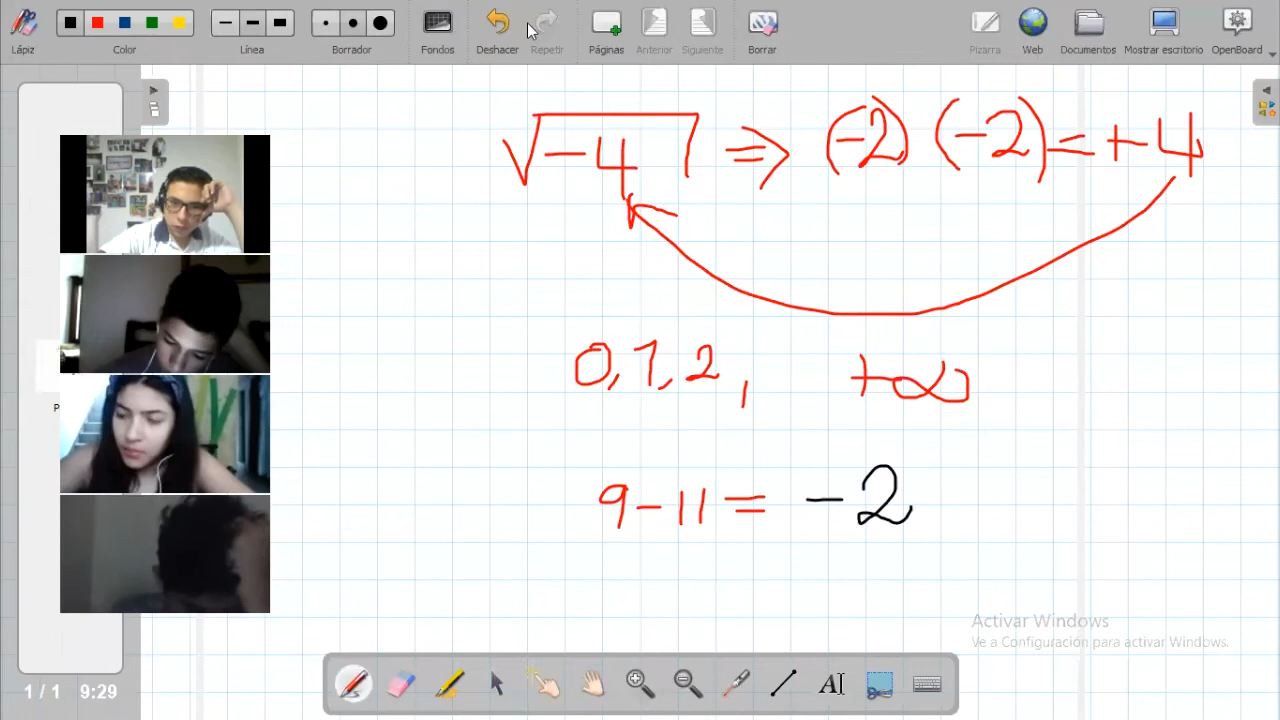 Lápiz Color Línea Borrador Fondos Deshacer Repetir Páginas Anterior Siguiente Borrar Pizarra Web Documentos Mostrar escritorio OpenBoard
√-4 ⇒ (-2) (-2) = +4
0, 1, 2, +∞
P
9 - 11 = -2
Activar Windows
Ve a Configuración para activar Windows.
1 / 1 9:29
A